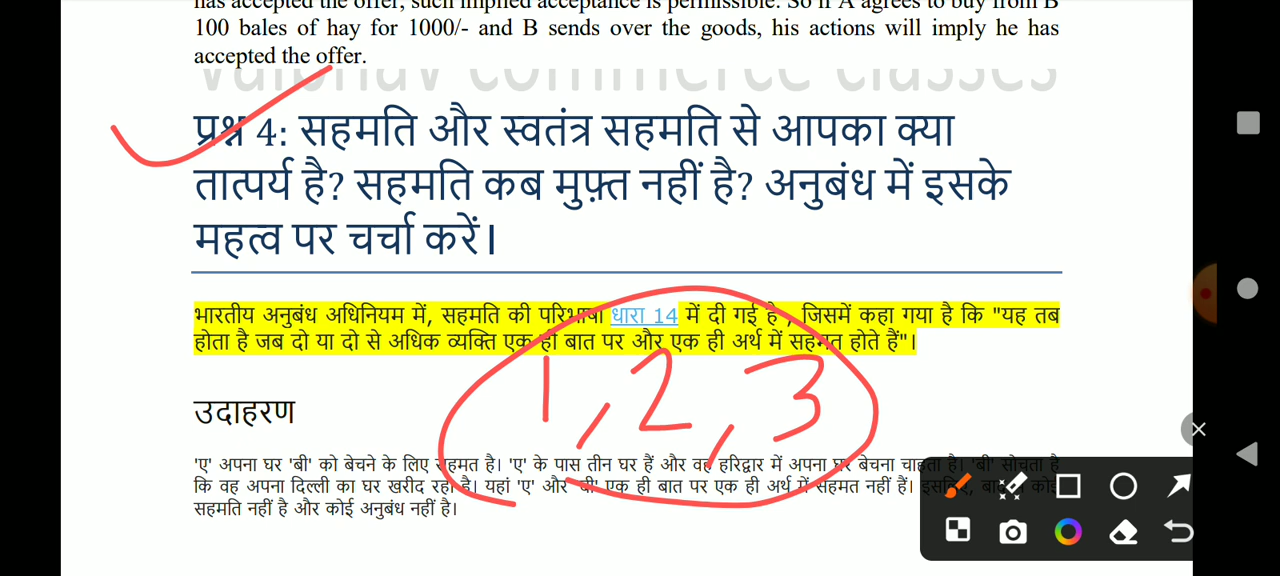 has accepted the offer, such implied acceptance is permissible. So if A agrees to buy from B
100 bales of hay for 1000/- and B sends over the goods, his actions will imply he has
accepted the offer.
vaibhav commerce classes
प्रश्न 4: सहमति और स्वतंत्र सहमति से आपका क्या
तात्पर्य है? सहमति कब मुफ़्त नहीं है? अनुबंध में इसके
महत्व पर चर्चा करें।
भारतीय अनुबंध अधिनियम में, सहमति की परिभाषा धारा 14 में दी गई है , जिसमें कहा गया है कि "यह तब
होता है जब दो या दो से अधिक व्यक्ति एक ही बात पर और एक ही अर्थ में सहमत होते हैं"।
1, 2, 3
उदाहरण
'ए' अपना घर 'बी' को बेचने के लिए सहमत है। 'ए' के पास तीन घर हैं और वह हरिद्वार में अपना घर बेचना चाहता है। 'बी' सोचता है
कि वह अपना दिल्ली का घर खरीद रहा है। यहां 'ए' और 'बी' एक ही बात पर एक ही अर्थ में सहमत नहीं हैं। इसलिए,
सहमति नहीं है और कोई अनुबंध नहीं है।